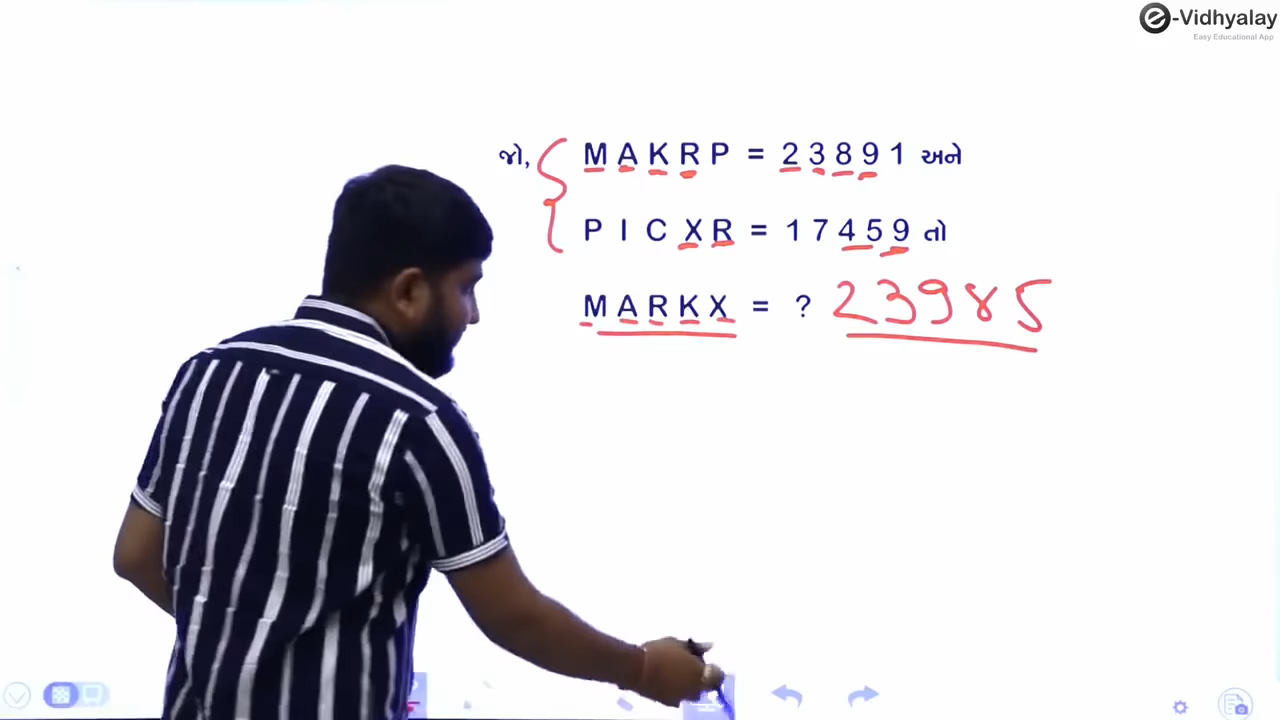 e-Vidhyalay
Easy Educational App
જો, MAKRP = 23891 અને
PICXR = 17459 તો
MARKX = ? 23985